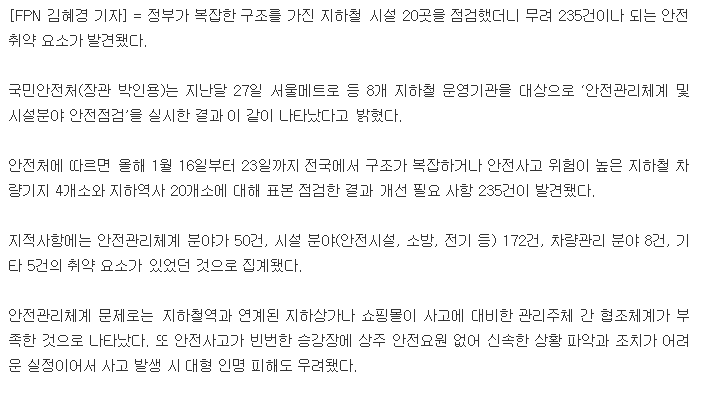 [FPN 김혜경 기자] = 정부가 복잡한 구조를 가진 지하철 시설 20곳을 점검했더니 무려 235건이나 되는 안전
취약 요소가 발견됐다.
국민안전처(장관 박인용)는 지난달 27일 서울메트로 등 8개 지하철 운영기관을 대상으로 ‘안전관리체계 및
시설분야 안전점검’을 실시한 결과 이 같이 나타났다고 밝혔다.
안전처에 따르면 올해 1월 16일부터 23일까지 전국에서 구조가 복잡하거나 안전사고 위험이 높은 지하철 차
량기지 4개소와 지하역사 20개소에 대해 표본 점검한 결과 개선 필요 사항 235건이 발견됐다.
지적사항에는 안전관리체계 분야가 50건, 시설 분야(안전시설, 소방, 전기 등) 172건, 차량관리 분야 8건, 기
타 5건의 취약 요소가 있었던 것으로 집계됐다.
안전관리체계 문제로는 지하철역과 연계된 지하상가나 쇼핑몰이 사고에 대비한 관리주체 간 협조체계가 부
족한 것으로 나타났다. 또 안전사고가 빈번한 승강장에 상주 안전요원 없어 신속한 상황 파악과 조치가 어려
운 실정이어서 사고 발생 시 대형 인명 피해도 우려됐다.